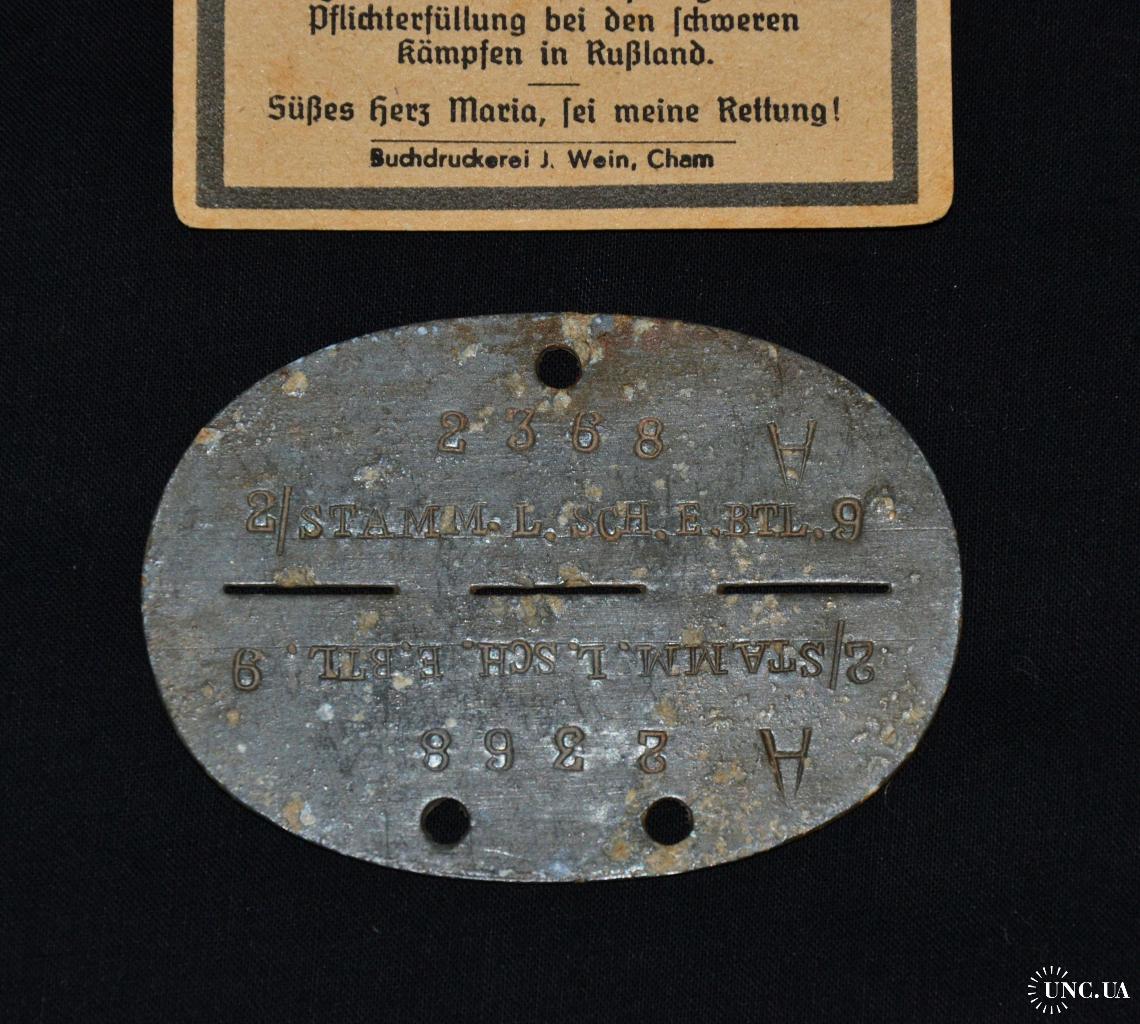 Pflichterfüllung bei den schweren
Kämpfen in Rußland.
Süßes Herz Maria, sei meine Rettung!
Buchdruckerei J. Wein, Cham
2368 A
2/STAMM.L.SCH.E.BTL.9
2/STAMM.L.SCH.E.BTL.9
A 2368
UNC.UA